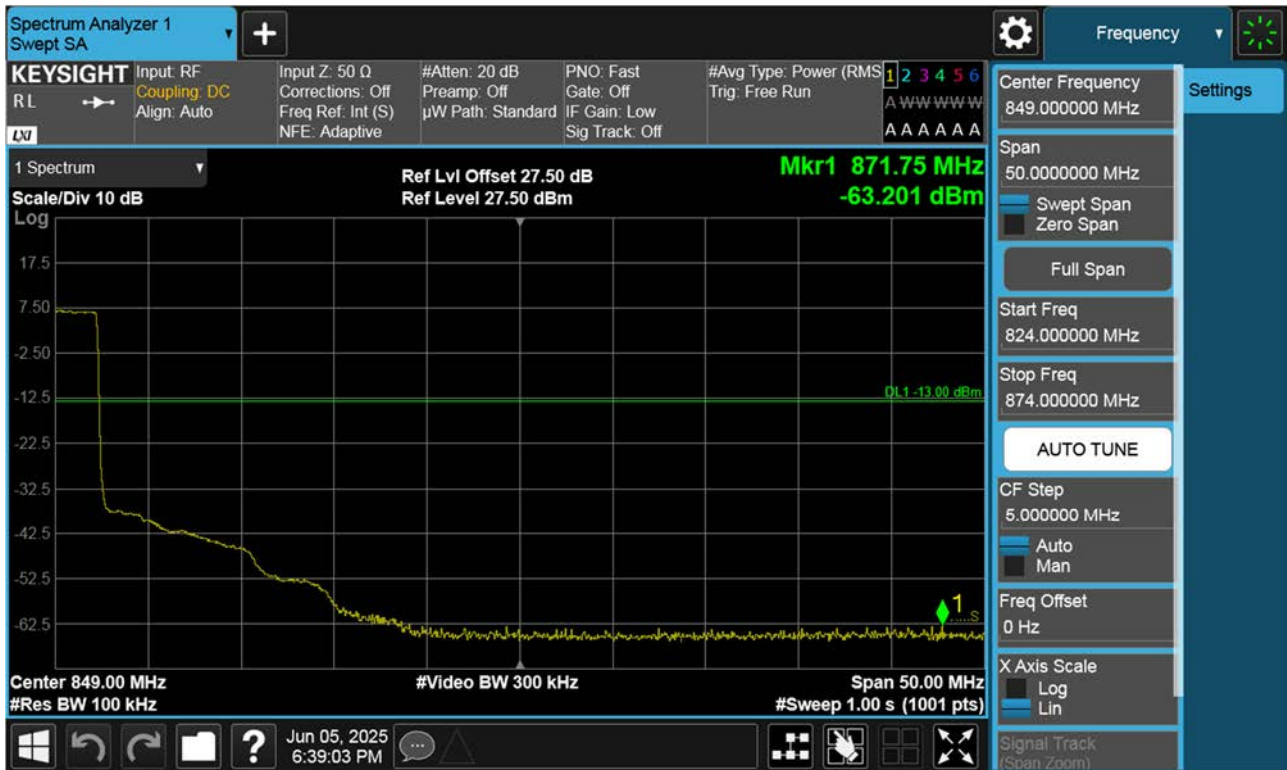 Spectrum Analyzer 1
Swept SA
+
Frequency
KEYSIGHT
RL
LXI
Input: RF
Coupling: DC
Align: Auto
Input Z: 50 Ω
Corrections: Off
Freq Ref: Int (S)
NFE: Adaptive
#Atten: 20 dB
Preamp: Off
µW Path: Standard
PNO: Fast
Gate: Off
IF Gain: Low
Sig Track: Off
#Avg Type: Power (RMS
Trig: Free Run
1 2 3 4 5 6
A W W W W W
A A A A A A
1 Spectrum
Scale/Div 10 dB
Ref Lvl Offset 27.50 dB
Ref Level 27.50 dBm
Mkr1 871.75 MHz
-63.201 dBm
Log
17.5
7.50
-2.50
-12.5
-22.5
-32.5
-42.5
-52.5
-62.5
DL1 -13.00 dBm
1
S
Center 849.00 MHz
#Video BW 300 kHz
Span 50.00 MHz
#Res BW 100 kHz
#Sweep 1.00 s (1001 pts)
Center Frequency
849.000000 MHz
Settings
Span
50.0000000 MHz
Swept Span
Zero Span
Full Span
Start Freq
824.000000 MHz
Stop Freq
874.000000 MHz
AUTO TUNE
CF Step
5.000000 MHz
Auto
Man
Freq Offset
0 Hz
X Axis Scale
Log
Lin
Signal Track
(Span Zoom)
?
Jun 05, 2025
6:39:03 PM